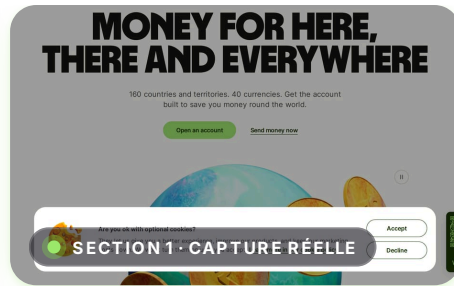 MONEY FOR HERE,
THERE AND EVERYWHERE
160 countries and territories. 40 currencies. Get the account
built to save you money round the world.
Open an account
Send money now
Are you ok with optional cookies?
Accept
SECTION 1 - CAPTURE RÉELLE
Decline